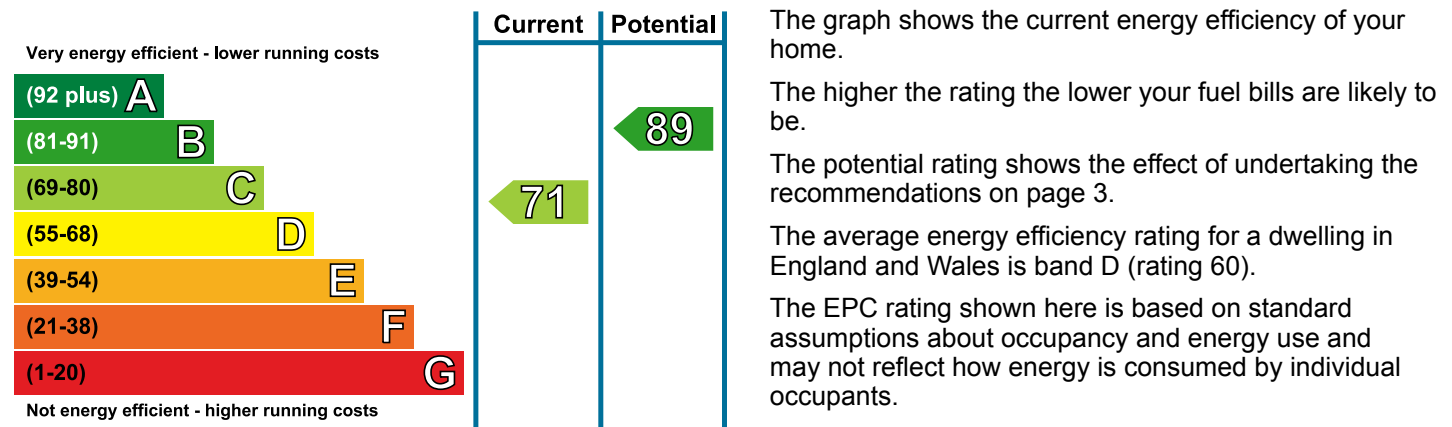 Current Potential
Very energy efficient - lower running costs
(92 plus) A
(81-91) B
89
(69-80) C
71
(55-68) D
(39-54) E
(21-38) F
(1-20) G
Not energy efficient - higher running costs
The graph shows the current energy efficiency of your
home.
The higher the rating the lower your fuel bills are likely to
be.
The potential rating shows the effect of undertaking the
recommendations on page 3.
The average energy efficiency rating for a dwelling in
England and Wales is band D (rating 60).
The EPC rating shown here is based on standard
assumptions about occupancy and energy use and
may not reflect how energy is consumed by individual
occupants.